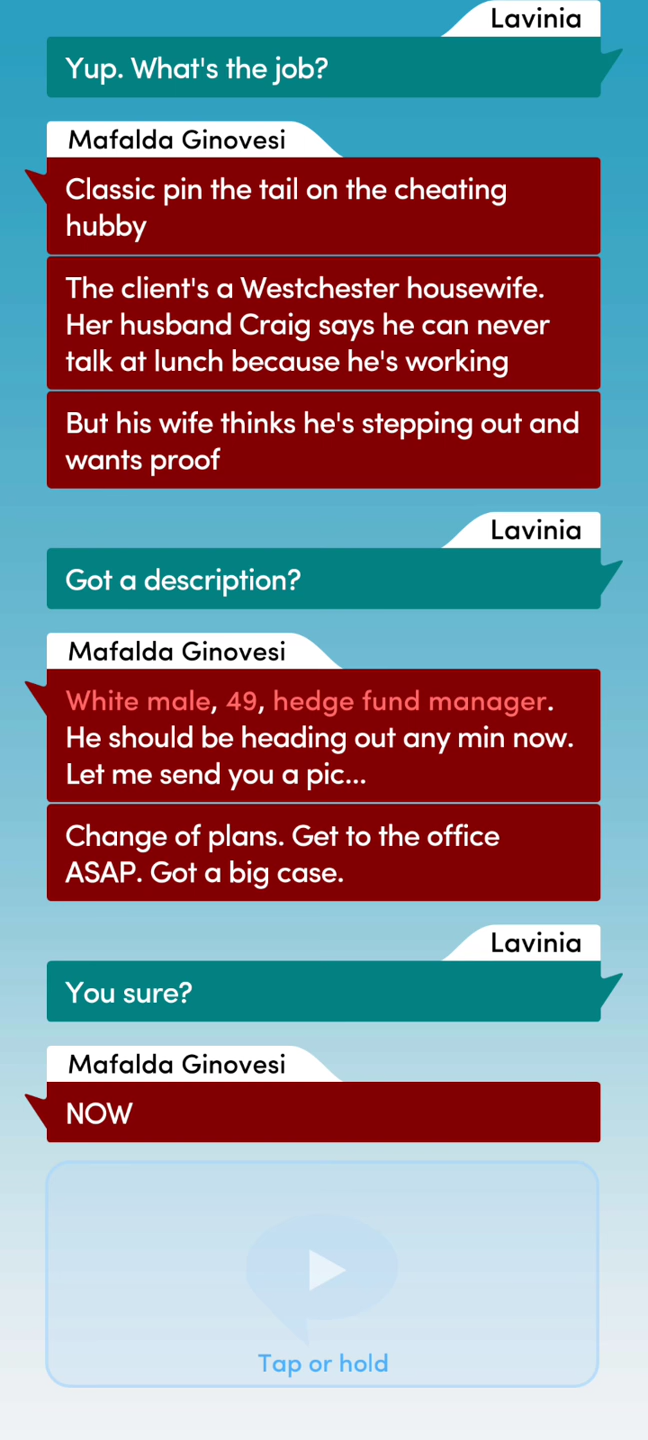 Lavinia
Yup. What's the job?
Mafalda Ginovesi
Classic pin the tail on the cheating
hubby
The client's a Westchester housewife.
Her husband Craig says he can never
talk at lunch because he's working
But his wife thinks he's stepping out and
wants proof
Lavinia
Got a description?
Mafalda Ginovesi
White male, 49, hedge fund manager.
He should be heading out any min now.
Let me send you a pic...
Change of plans. Get to the office
ASAP. Got a big case.
Lavinia
You sure?
Mafalda Ginovesi
NOW
Tap or hold